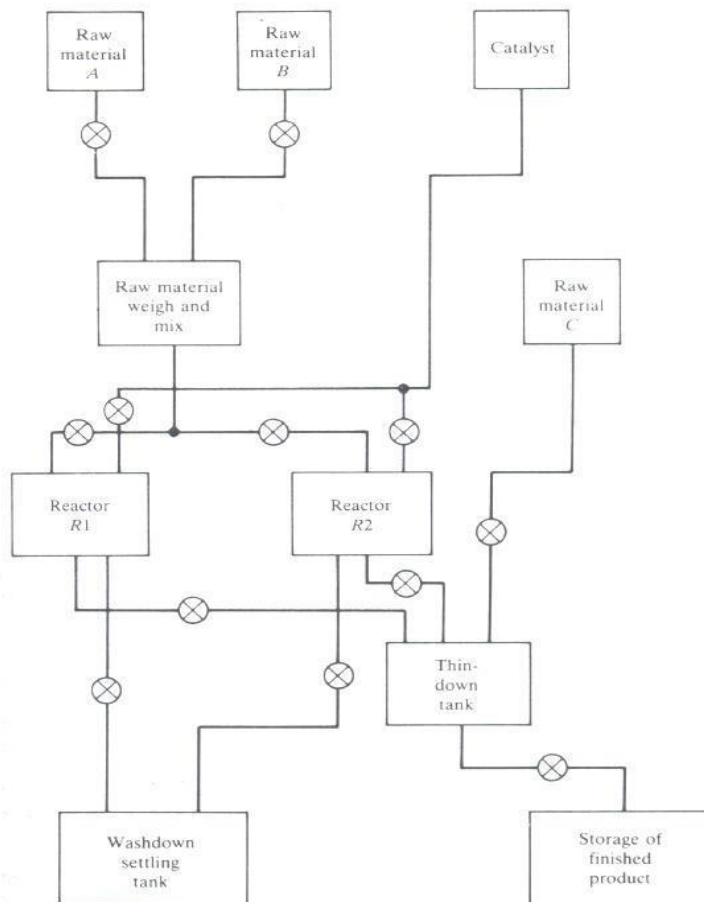 Raw
material
A
Raw
material
B
Catalyst
Raw material
weigh and
mix
Raw
material
C
Reactor
R1
Reactor
R2
Thin-
down
tank
Washdown
settling
tank
Storage of
finished
product